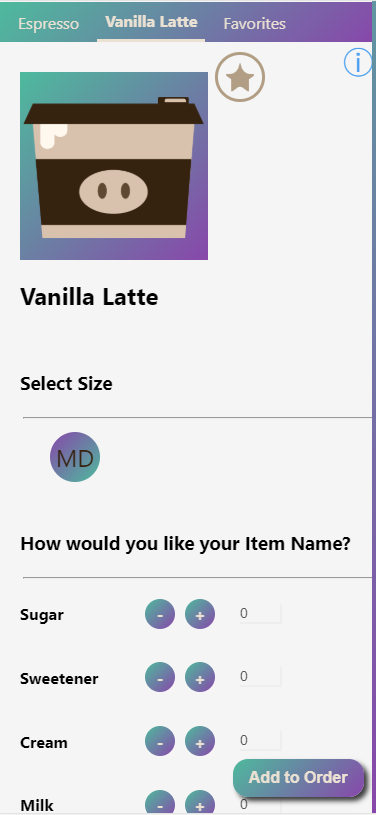 Espresso Vanilla Latte Favorites
i
Vanilla Latte
Select Size
MD
How would you like your Item Name?
Sugar - + 0
Sweetener - + 0
Cream - + 0
Add to Order
Milk - + 0